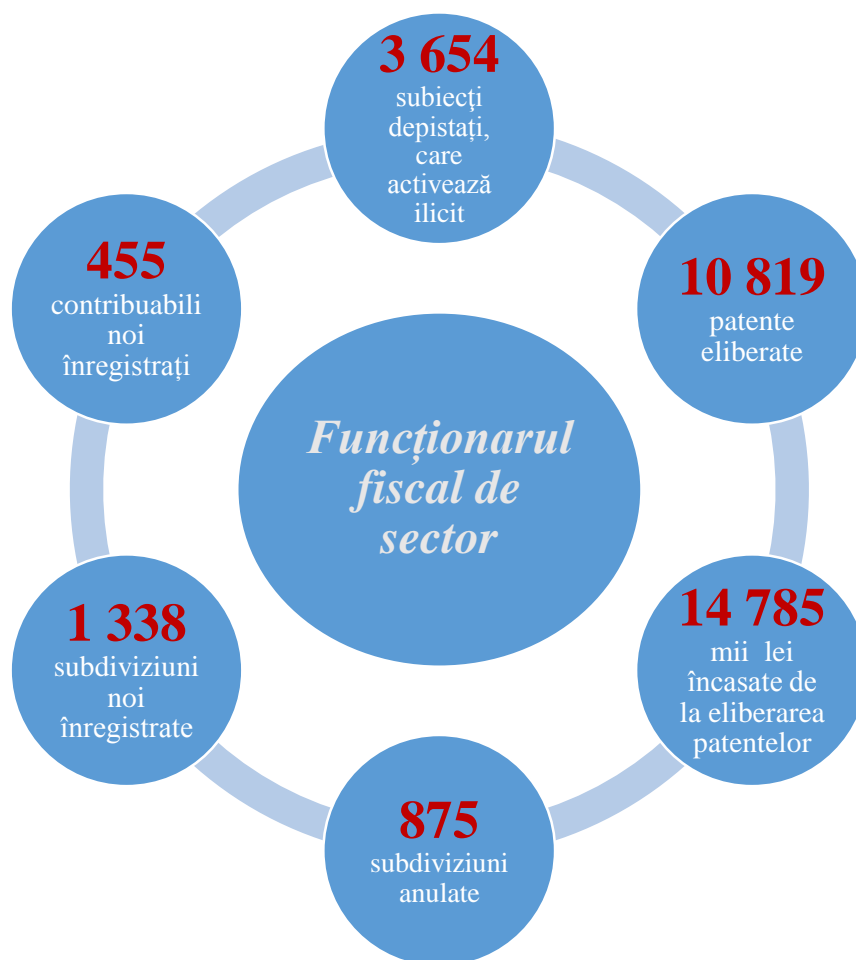 3 654
subiecţi
depistați,
care
activează
ilicit
10 819
patente
eliberate
14 785
mii lei
încasate de
la eliberarea
patentelor
875
subdiviziuni
anulate
1 338
subdiviziuni
noi
înregistrate
455
contribuabili
noi
înregistrați
Funcționarul
fiscal de
sector